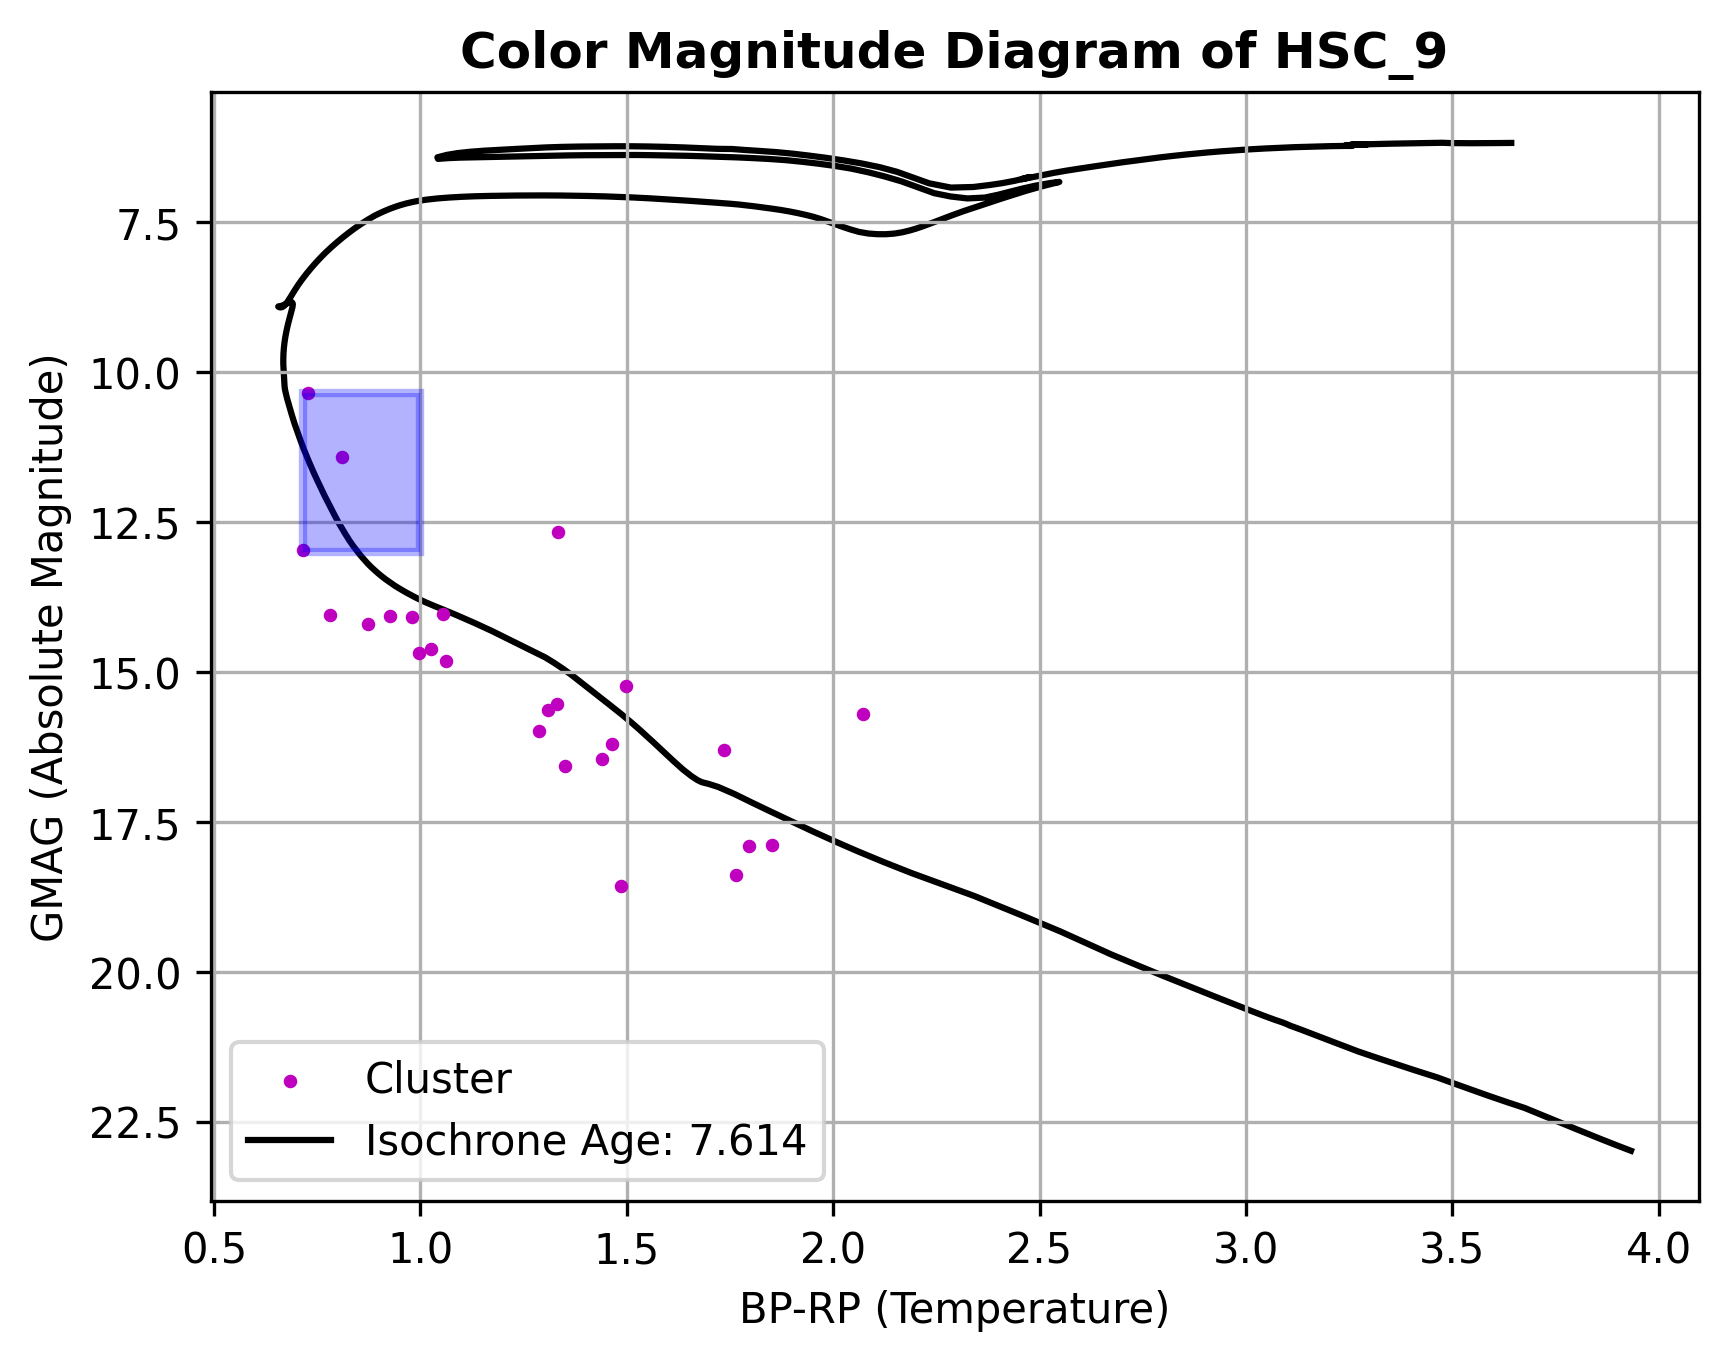 Color Magnitude Diagram of HSC_9
GMAG (Absolute Magnitude)
7.5
10.0
12.5
15.0
17.5
20.0
22.5
Cluster
Isochrone Age: 7.614
0.5 1.0 1.5 2.0 2.5 3.0 3.5 4.0
BP-RP (Temperature)